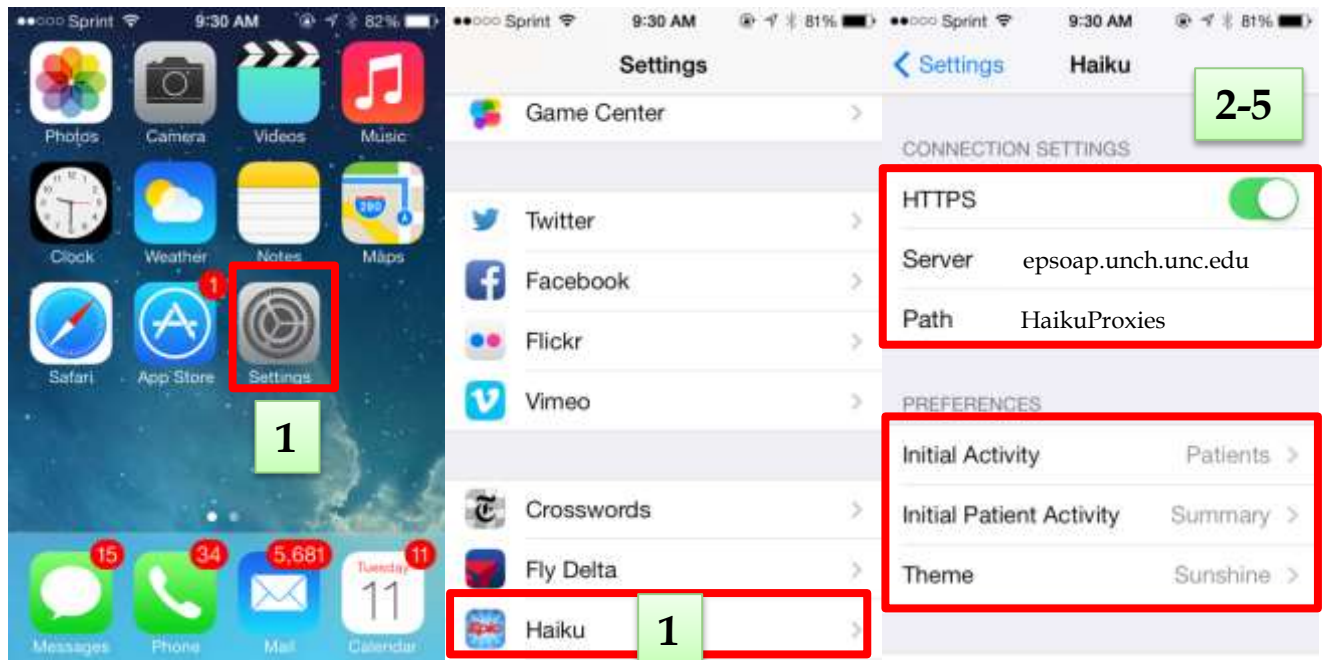 Sprint 9:30 AM 82%
Photos Camera Videos Music
280
Clock Weather Notes Maps
1
Safari App Store Settings
1
15 34 5,681 11
Tuesday
11
Messages Phone Mail Calendar
Sprint 9:30 AM 81%
Settings
Game Center
Twitter
Facebook
Flickr
Vimeo
Crosswords
Fly Delta
Epic Haiku 1
Sprint 9:30 AM 81%
Settings Haiku
2-5
CONNECTION SETTINGS
HTTPS
Server epsoap.unch.unc.edu
Path HaikuProxies
PREFERENCES
Initial Activity Patients
Initial Patient Activity Summary
Theme Sunshine